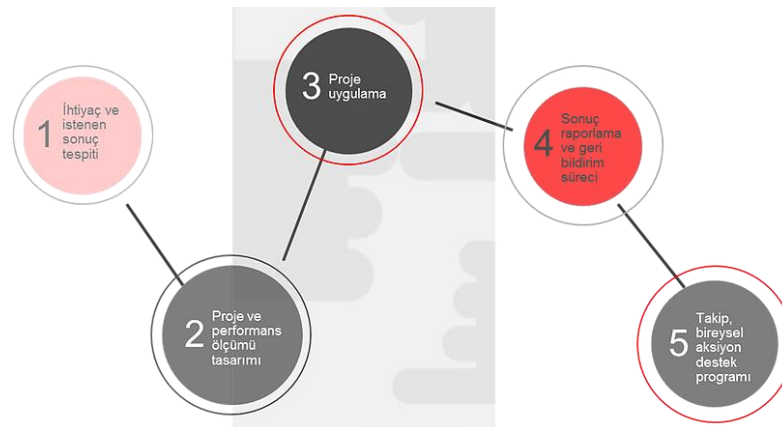 1
İhtiyaç ve
istenen
sonuç
tespiti
2
Proje ve
performans
ölçümü
tasarımı
3
Proje
uygulama
4
Sonuç
raporlama
ve geri
bildirim
süreci
5
Takip,
bireysel
aksiyon
destek
programı